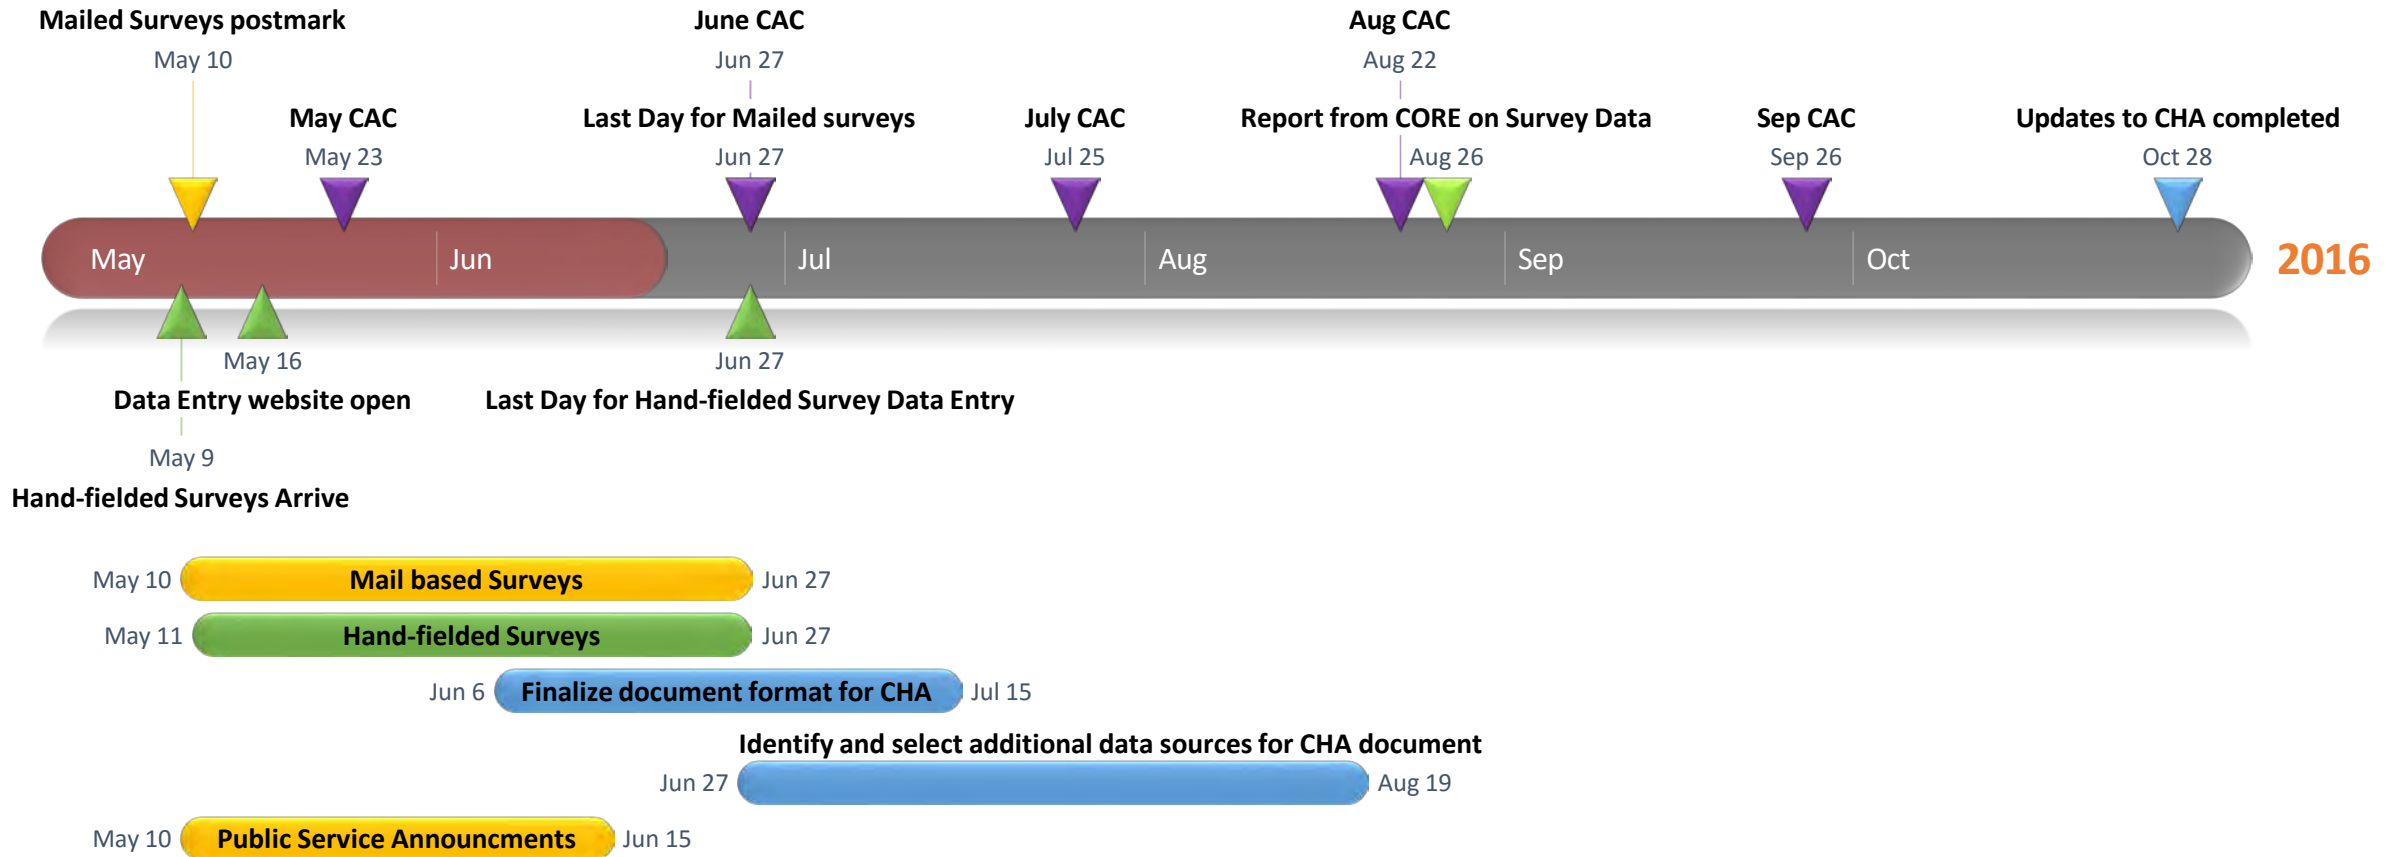 Mailed Surveys postmark
May 10
June CAC
Jun 27
Aug CAC
Aug 22
May CAC
May 23
Last Day for Mailed surveys
Jun 27
July CAC
Jul 25
Report from CORE on Survey Data
Aug 26
Sep CAC
Sep 26
Updates to CHA completed
Oct 28
May
Jun
Jul
Aug
Sep
Oct
2016
May 16
Data Entry website open
Jun 27
Last Day for Hand-fielded Survey Data Entry
May 9
Hand-fielded Surveys Arrive
May 10 Mail based Surveys Jun 27
May 11 Hand-fielded Surveys Jun 27
Jun 6 Finalize document format for CHA Jul 15
Identify and select additional data sources for CHA document
Jun 27 Aug 19
May 10 Public Service Announcments Jun 15